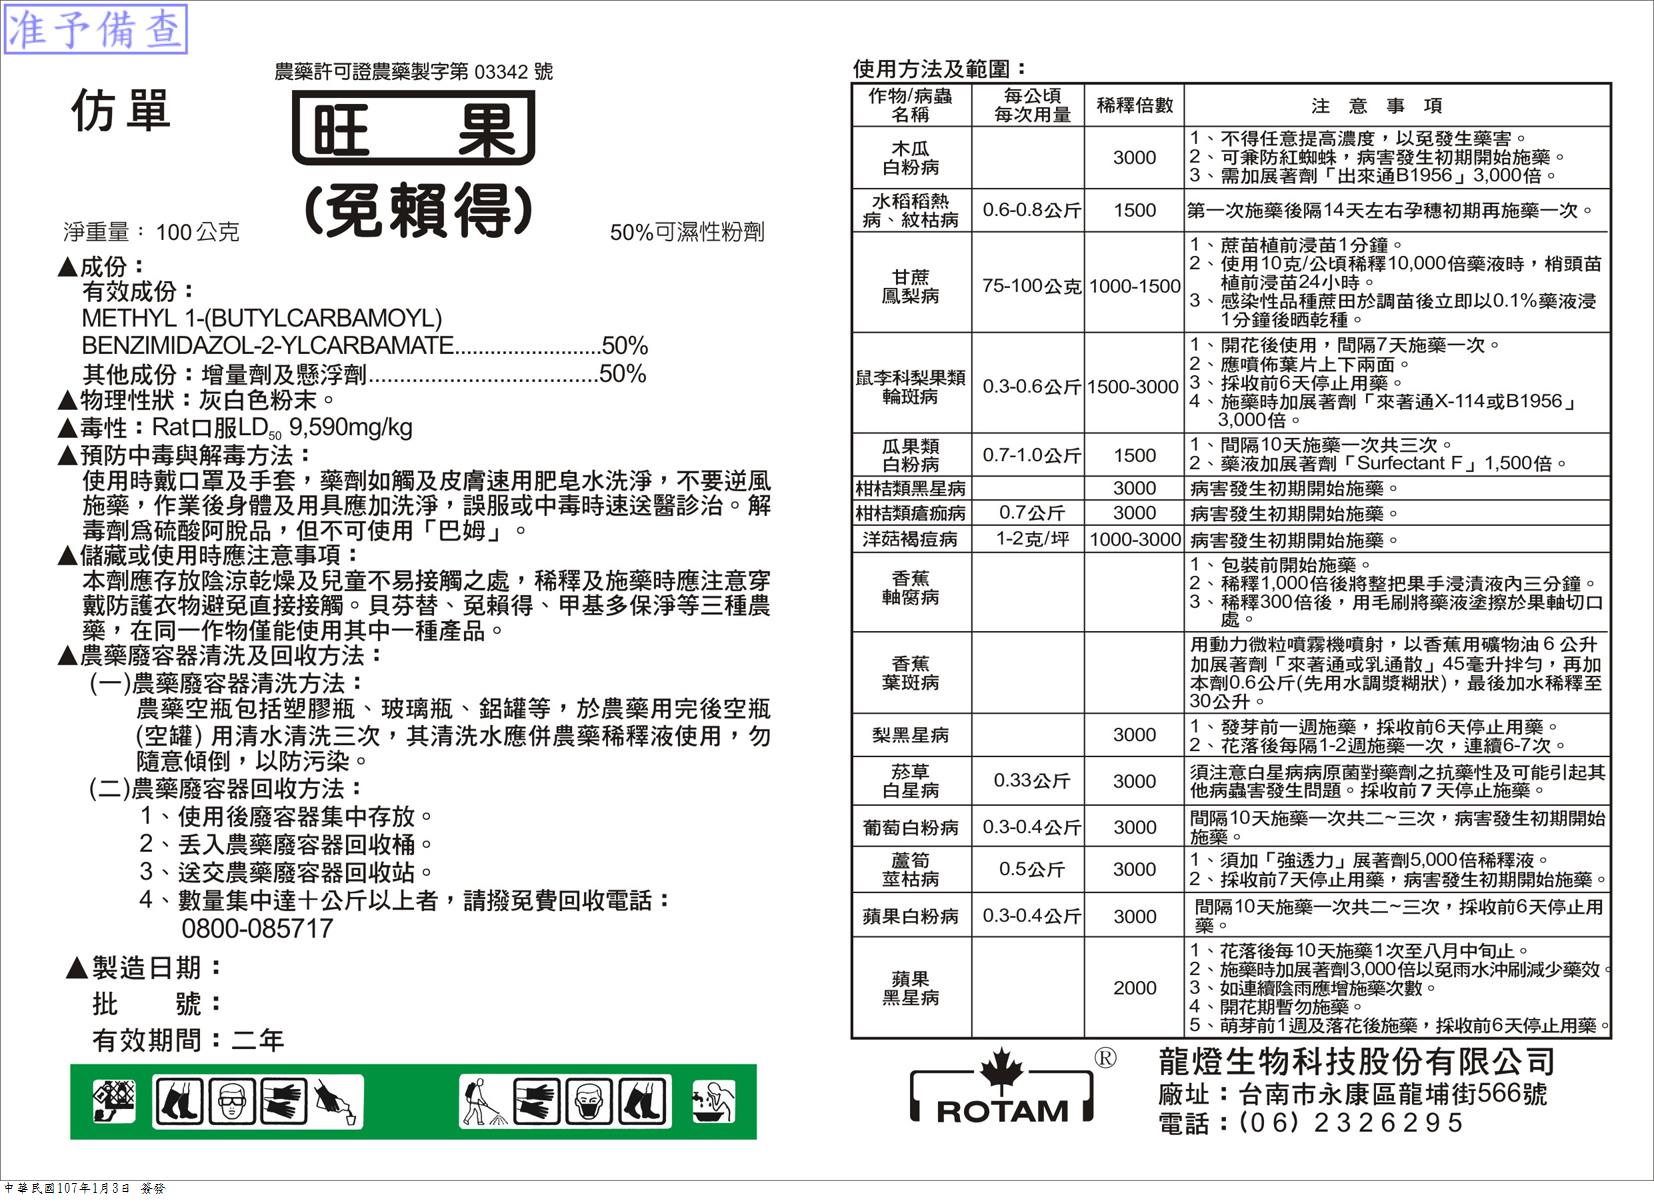 准予備查
農藥許可證農藥製字第 03342 號
仿單
旺 果
(免賴得)
淨重量：100公克
50%可濕性粉劑
▲成份：
有效成份：
METHYL 1-(BUTYLCARBAMOYL)
BENZIMIDAZOL-2-YLCARBAMATE.........................50%
其他成份：增量劑及懸浮劑.....................................50%
▲物理性狀：灰白色粉末。
▲毒性：Rat口服LD50 9,590mg/kg
▲預防中毒與解毒方法：
使用時戴口罩及手套，藥劑如觸及皮膚速用肥皂水洗淨，不要逆風
施藥，作業後身體及用具應加洗淨，誤服或中毒時速送醫診治。解
毒劑爲硫酸阿脫品，但不可使用「巴姆」。
▲儲藏或使用時應注意事項：
本劑應存放陰涼乾燥及兒童不易接觸之處，稀釋及施藥時應注意穿
戴防護衣物避免直接接觸。貝芬替、免賴得、甲基多保淨等三種農
藥，在同一作物僅能使用其中一種產品。
▲農藥廢容器清洗及回收方法：
(一)農藥廢容器清洗方法：
農藥空瓶包括塑膠瓶、玻璃瓶、鋁罐等，於農藥用完後空瓶
(空罐) 用清水清洗三次，其清洗水應併農藥稀釋液使用，勿
隨意傾倒，以防污染。
(二)農藥廢容器回收方法：
1、使用後廢容器集中存放。
2、丟入農藥廢容器回收桶。
3、送交農藥廢容器回收站。
4、數量集中達十公斤以上者，請撥免費回收電話：
0800-085717
▲製造日期：
批　　號：
有效期間：二年
使用方法及範圍：
作物/病蟲名稱 每公頃每次用量 稀釋倍數 注 意 事 項
木瓜白粉病 3000
1、不得任意提高濃度，以免發生藥害。
2、可兼防紅蜘蛛，病害發生初期開始施藥。
3、需加展著劑「出來通B1956」3,000倍。
水稻稻熱病、紋枯病 0.6-0.8公斤 1500 第一次施藥後隔14天左右孕穗初期再施藥一次。
甘蔗鳳梨病 75-100公克 1000-1500
1、蔗苗植前浸苗1分鐘。
2、使用10克/公頃稀釋10,000倍藥液時，梢頭苗
植前浸苗24小時。
3、感染性品種蔗田於調苗後立即以0.1%藥液浸
1分鐘後晒乾種。
鼠李科梨果類輪斑病 0.3-0.6公斤 1500-3000
1、開花後使用，間隔7天施藥一次。
2、應噴佈葉片上下兩面。
3、採收前6天停止用藥。
4、施藥時加展著劑「來著通X-114或B1956」
3,000倍。
瓜果類白粉病 0.7-1.0公斤 1500
1、間隔10天施藥一次共三次。
2、藥液加展著劑「Surfectant F」1,500倍。
柑桔類黑星病 3000 病害發生初期開始施藥。
柑桔類瘡痂病 0.7公斤 3000 病害發生初期開始施藥。
洋菇褐痘病 1-2克/坪 1000-3000 病害發生初期開始施藥。
香蕉軸腐病
1、包裝前開始施藥。
2、稀釋1,000倍後將整把果手浸漬液內三分鐘。
3、稀釋300倍後，用毛刷將藥液塗擦於果軸切口
處。
香蕉葉斑病
用動力微粒噴霧機噴射，以香蕉用礦物油 6 公升
加展著劑「來著通或乳通散」45毫升拌勻，再加
本劑0.6公斤(先用水調漿糊狀)，最後加水稀釋至
30公升。
梨黑星病 3000
1、發芽前一週施藥，採收前6天停止用藥。
2、花落後每隔1-2週施藥一次，連續6-7次。
菸草白星病 0.33公斤 3000
須注意白星病病原菌對藥劑之抗藥性及可能引起其
他病蟲害發生問題。採收前 7 天停止施藥。
葡萄白粉病 0.3-0.4公斤 3000
間隔10天施藥一次共二~三次，病害發生初期開始
施藥。
蘆筍莖枯病 0.5公斤 3000
1、須加「強透力」展著劑5,000倍稀釋液。
2、採收前7天停止用藥，病害發生初期開始施藥。
蘋果白粉病 0.3-0.4公斤 3000
間隔10天施藥一次共二~三次，採收前6天停止用
藥。
蘋果黑星病 2000
1、花落後每10天施藥1次至八月中旬止。
2、施藥時加展著劑3,000倍以免雨水沖刷減少藥效。
3、如連續陰雨應增施藥次數。
4、開花期暫勿施藥。
5、萌芽前1週及落花後施藥，採收前6天停止用藥。
ROTAM ®
龍燈生物科技股份有限公司
廠址：台南市永康區龍埔街566號
電話：(06) 2326295
中華民國107年1月3日 簽發